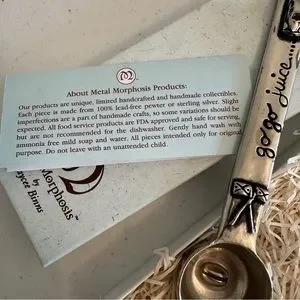 About Metal Morphosis Products:
Our products are unique, limited handcrafted and handmade collectibles.
Each piece is made from 100% lead-free pewter or sterling silver. Slight
imperfections are a part of handmade crafts, so some variations should be
expected. All food service products are FDA approved and safe for serving,
but are not recommended for the dishwasher. Gently hand wash with
ammonia free mild soap and water. All pieces intended only for original
purpose. Do not leave with an unattended child.
Morphosis
by
Binns
go go juice....